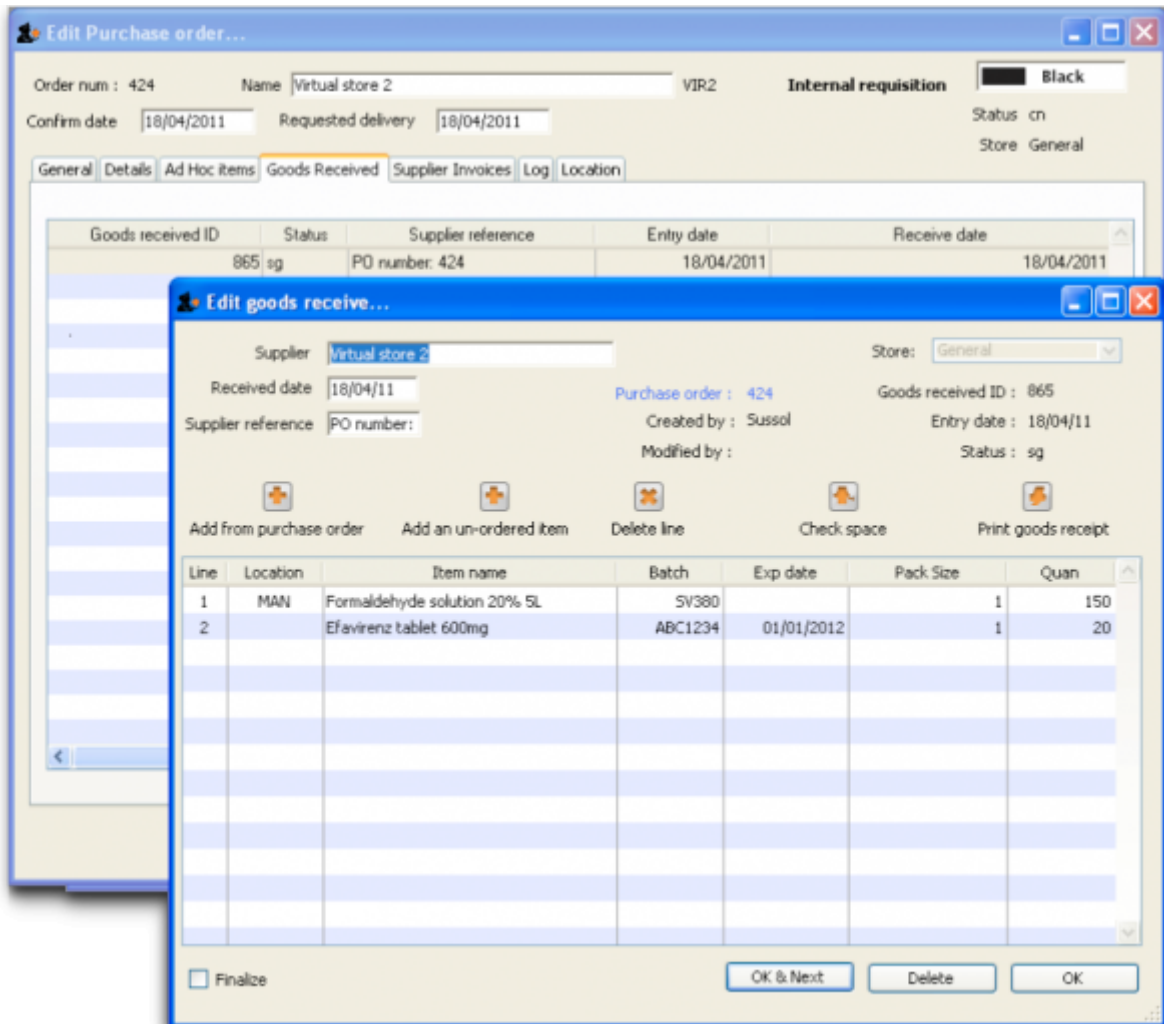 Edit Purchase order...
Order num : 424 Name Virtual store 2 VIR2 Internal requisition Black
Confirm date 18/04/2011 Requested delivery 18/04/2011 Status cn
Store General
General Details Ad Hoc items Goods Received Supplier Invoices Log Location
Goods received ID Status Supplier reference Entry date Receive date
865 sg PO number: 424 18/04/2011 18/04/2011
Edit goods receive...
Supplier Virtual store 2 Store: General
Received date 18/04/11 Purchase order : 424 Goods received ID : 865
Supplier reference PO number: Created by : Sussol Entry date : 18/04/11
Modified by : Status : sg
Add from purchase order Add an un-ordered item Delete line Check space Print goods receipt
Line Location Item name Batch Exp date Pack Size Quan
1 MAN Formaldehyde solution 20% 5L SV380 1 150
2 Efavirenz tablet 600mg ABC1234 01/01/2012 1 20
Finalize OK & Next Delete OK